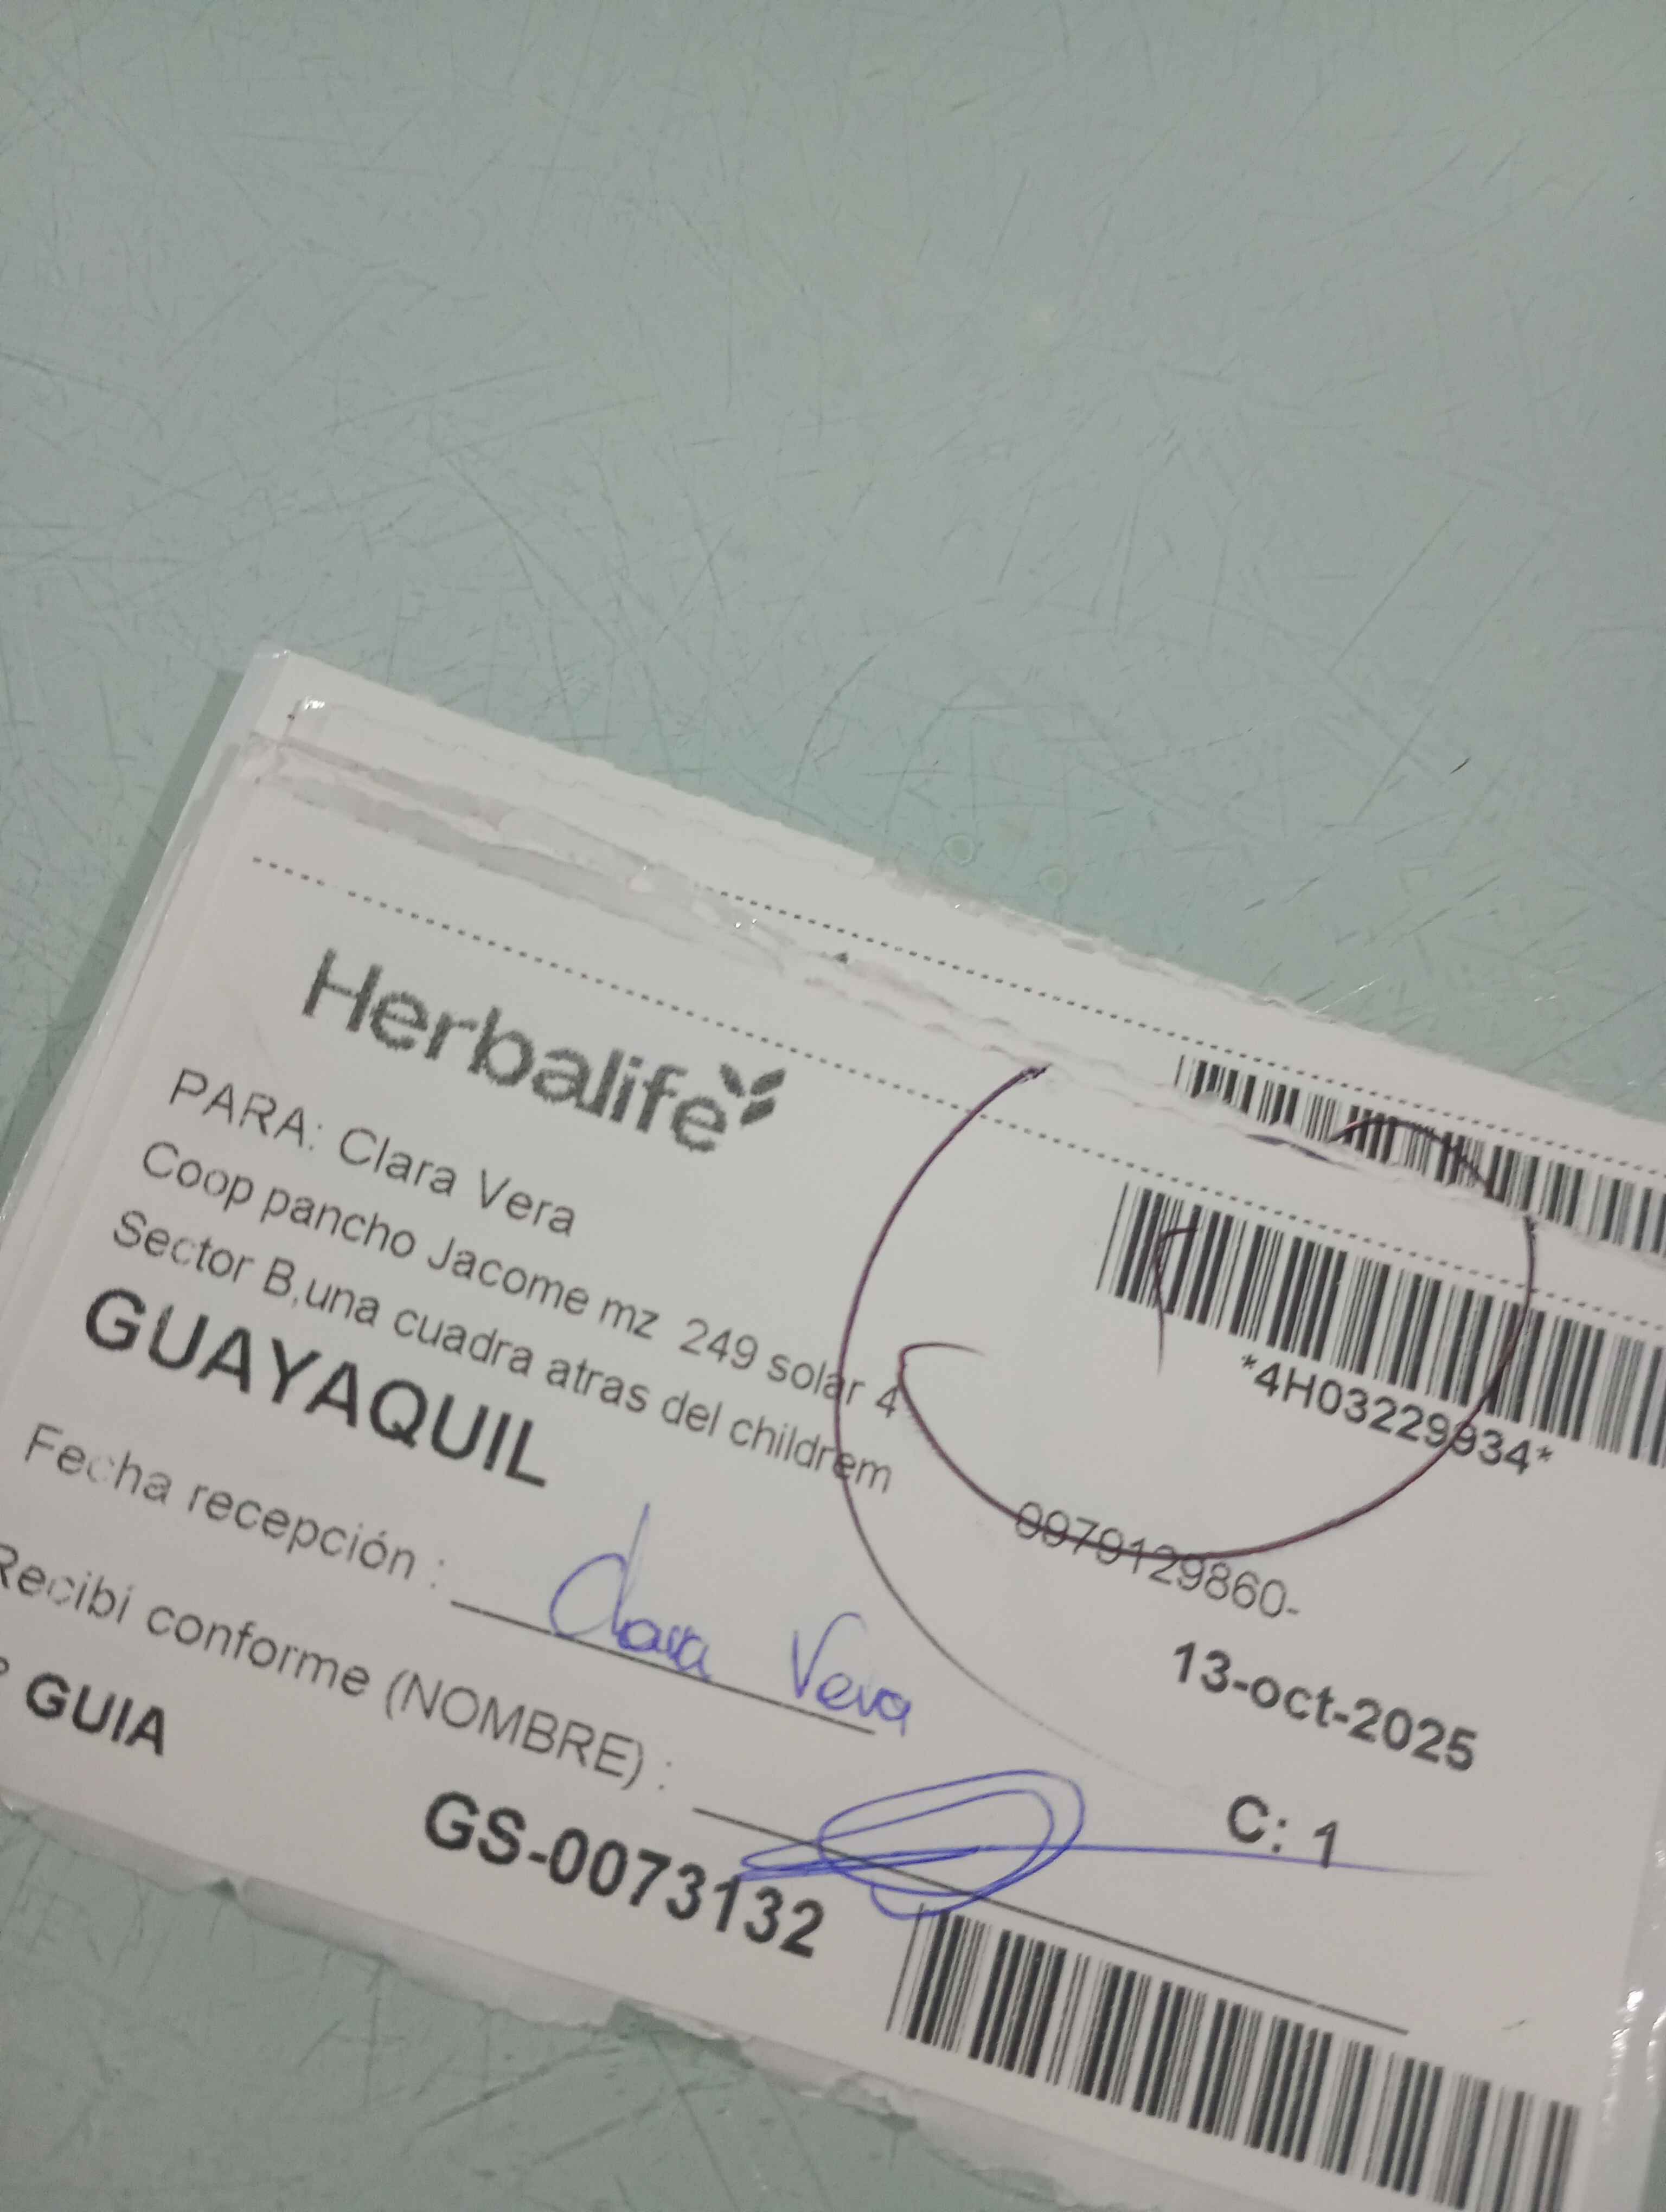 Herbalife
PARA: Clara Vera
Coop pancho Jacome mz 249 solar 4
Sector B,una cuadra atras del childrem
GUAYAQUIL
*4H03229934*
0979129860-
13-oct-2025
C: 1
Fecha recepción : Clara Vera
Recibí conforme (NOMBRE) :
° GUIA
GS-0073132